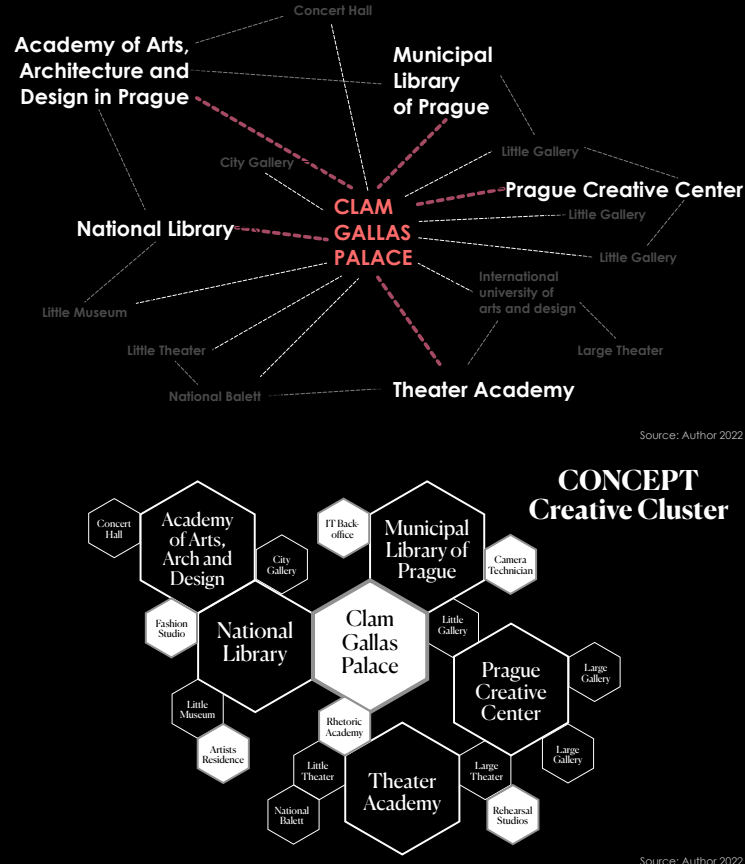 Concert Hall
Academy of Arts,
Architecture and
Design in Prague
Municipal
Library
of Prague
City Gallery
Little Gallery
Prague Creative Center
CLAM
GALLAS
PALACE
Little Gallery
National Library
Little Gallery
International
university of
arts and design
Little Museum
Little Theater
Large Theater
National Balett
Theater Academy
Source: Author 2022
CONCEPT
Creative Cluster
Concert
Hall
Academy
of Arts,
Arch and
Design
City
Gallery
IT Back-
office
Municipal
Library of
Prague
Camera
Technician
Fashion
Studio
National
Library
Clam
Gallas
Palace
Little
Gallery
Prague
Creative
Center
Large
Gallery
Little
Museum
Artists
Residence
Rhetoric
Academy
Large
Gallery
Little
Theater
Theater
Academy
Large
Theater
National
Balett
Rehearsal
Studios
Source: Author 2022